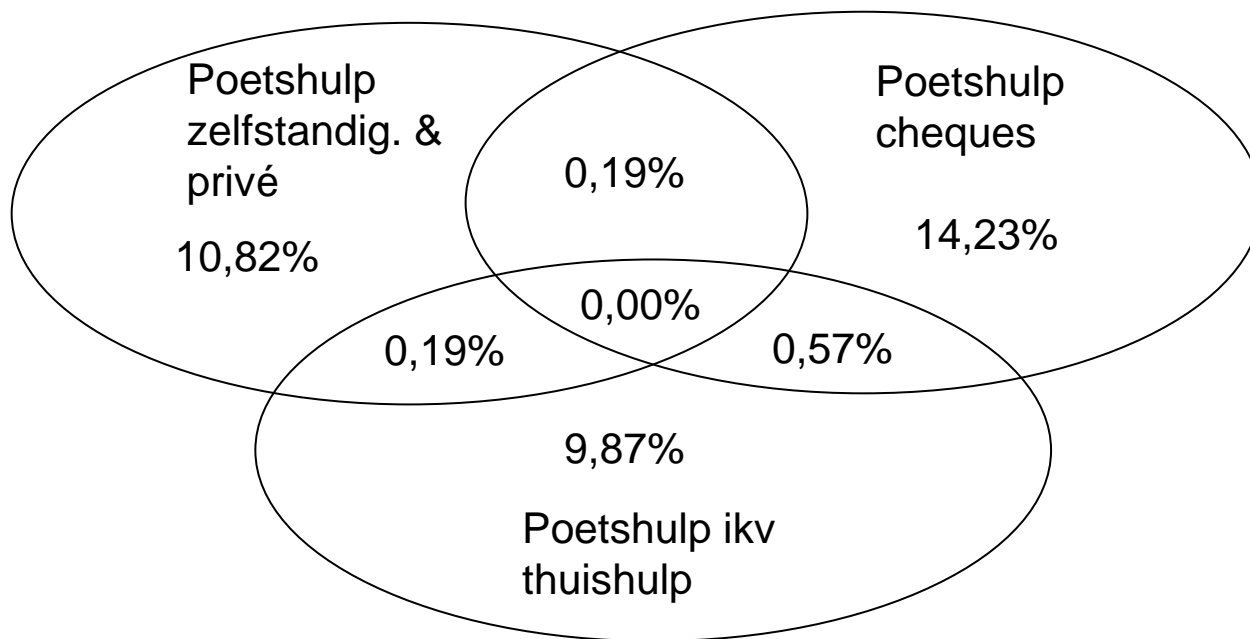 Poetshulp
zelfstandig. &
privé
10,82%
0,19%
Poetshulp
cheques
14,23%
0,00%
0,19%
0,57%
9,87%
Poetshulp ikv
thuishulp